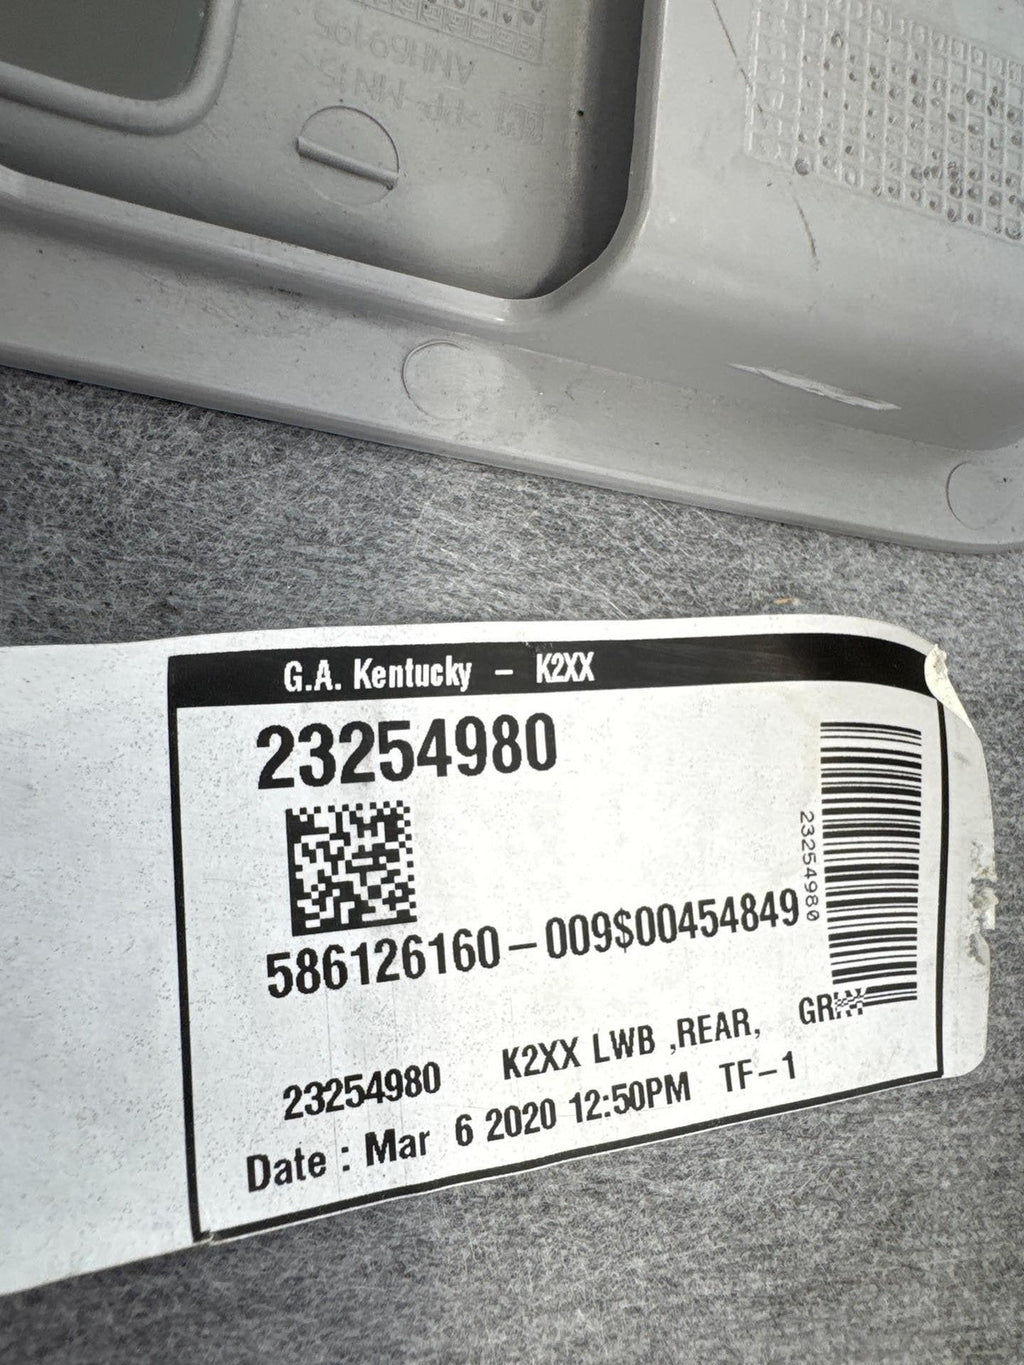 G.A. Kentucky – K2XX
23254980
23254980
586126160–009$00454849
23254980 K2XX LWB ,REAR,
Date : Mar 6 2020 12:50PM TF–1